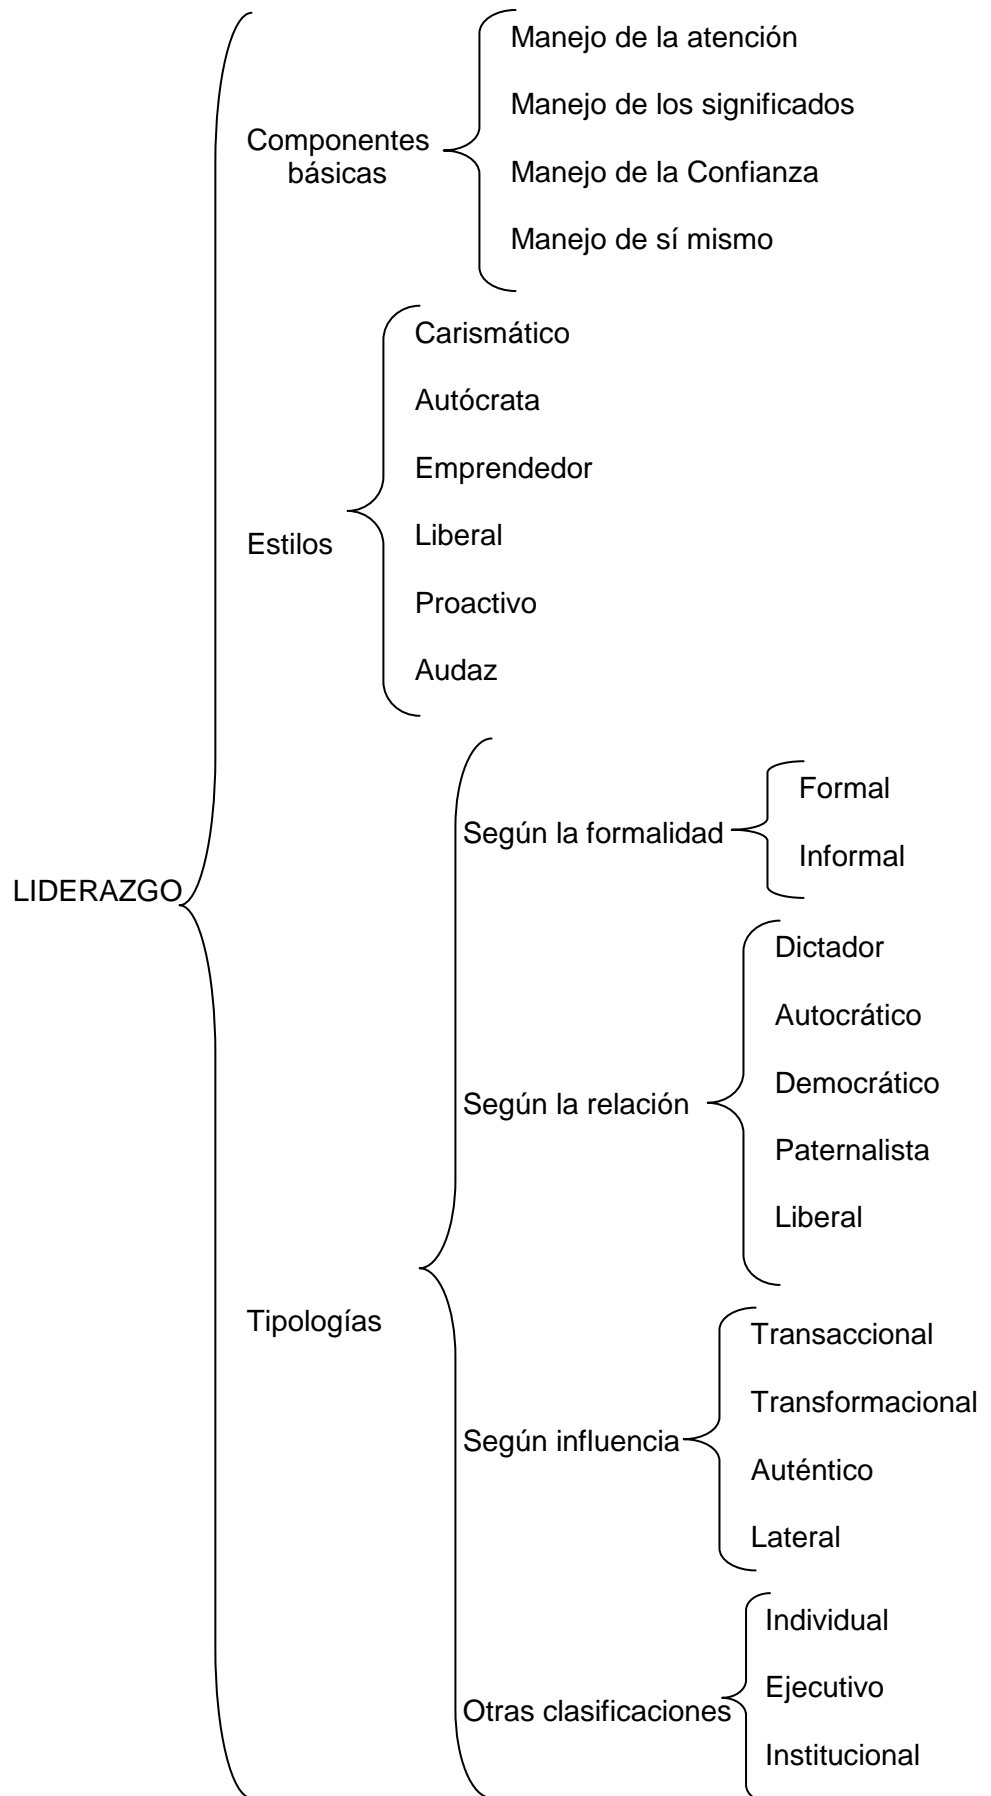 Manejo de la atención
Manejo de los significados
Componentes
básicas
Manejo de la Confianza
Manejo de sí mismo
Carismático
Autócrata
Emprendedor
Estilos
Liberal
Proactivo
Audaz
LIDERAZGO
Tipologías
Según la formalidad
Formal
Informal
Según la relación
Dictador
Autocrático
Democrático
Paternalista
Liberal
Según influencia
Transaccional
Transformacional
Auténtico
Lateral
Otras clasificaciones
Individual
Ejecutivo
Institucional